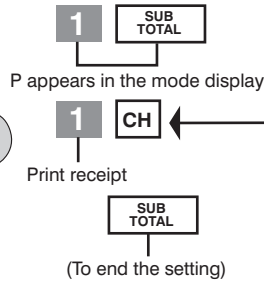 1 SUB
TOTAL
P appears in the mode display
1 CH
Print receipt
SUB
TOTAL
(To end the setting)